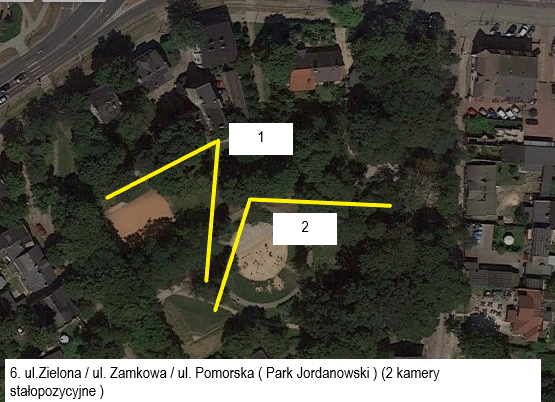 1
2
6. ul.Zielona / ul. Zamkowa / ul. Pomorska ( Park Jordanowski ) (2 kamery
stałopozycyjne )